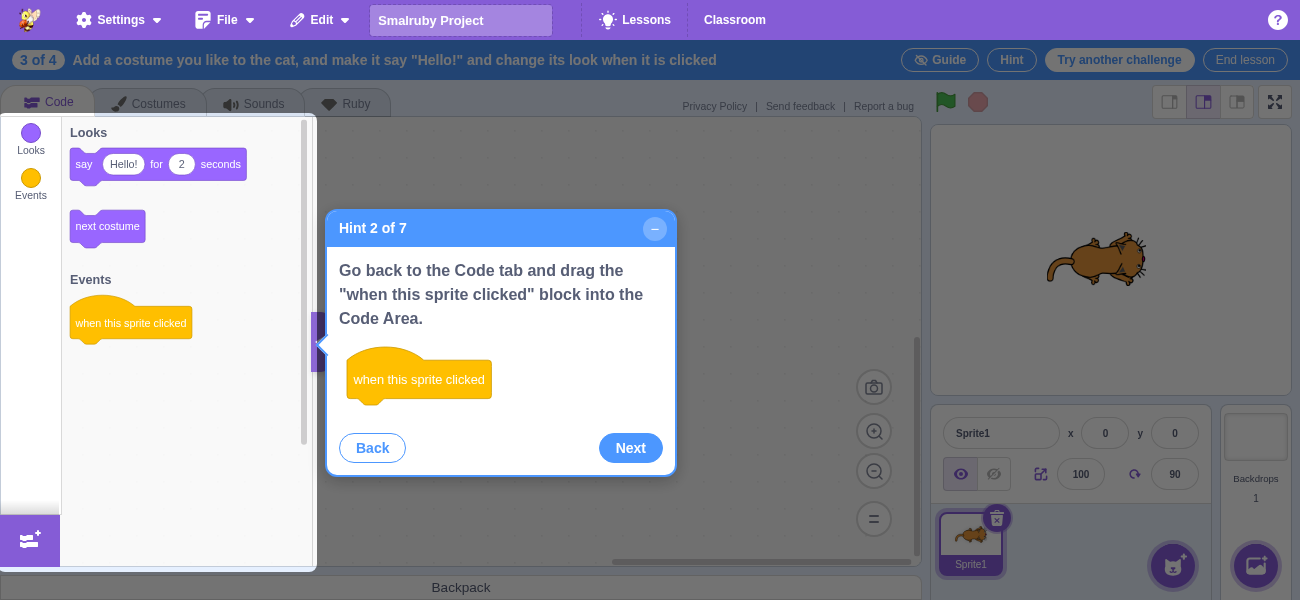 Settings
File
Edit
Smalruby Project
Lessons
Classroom
?
3 of 4
Add a costume you like to the cat, and make it say "Hello!" and change its look when it is clicked
Guide
Hint
Try another challenge
End lesson
Code
Costumes
Sounds
Ruby
Privacy Policy | Send feedback | Report a bug
Looks
Events
Looks
say Hello! for 2 seconds
next costume
Events
when this sprite clicked
Hint 2 of 7
Go back to the Code tab and drag the
"when this sprite clicked" block into the
Code Area.
when this sprite clicked
Back
Next
Sprite1
x 0 y 0
100
90
Sprite1
Backdrops
1
Backpack